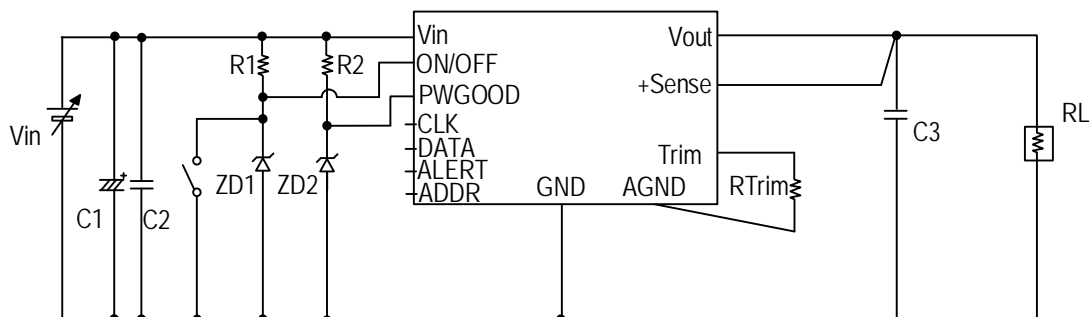 Vin
Vout
R1
R2
ON/OFF
+Sense
PWGOOD
Vin
CLK
C3
RL
DATA
Trim
ALERT
ZD1
ZD2
GND
AGND
RTrim
ADDR
C1
C2
+